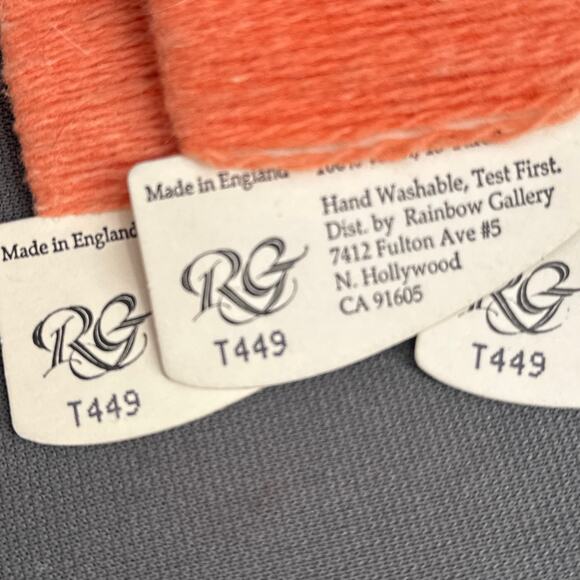 Made in England
RG
T449
Made in England
Hand Washable, Test First.
Dist. by Rainbow Gallery
7412 Fulton Ave #5
N. Hollywood
CA 91605
RG
T449
RG
T449